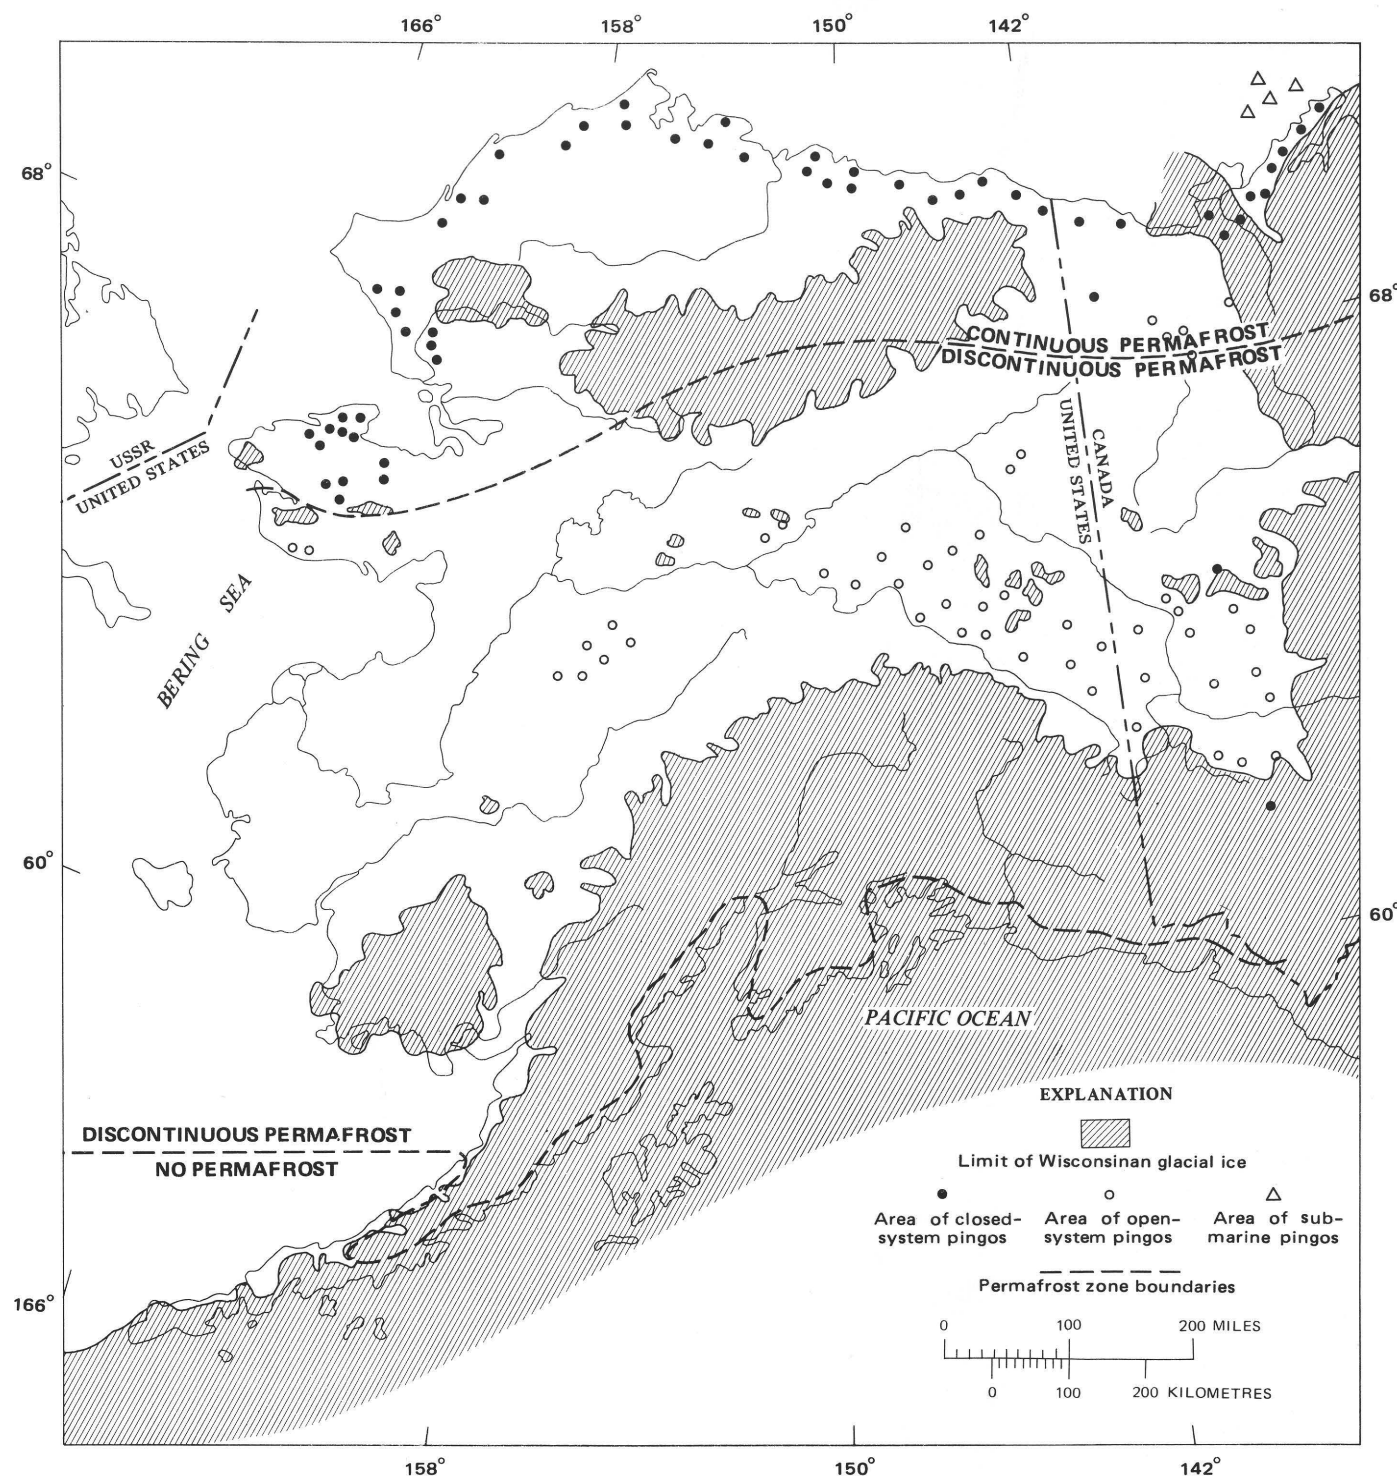 166°
158°
150°
142°
68°
68°
CONTINUOUS PERMAFROST
DISCONTINUOUS PERMAFROST
USSR
UNITED STATES
CANADA
UNITED STATES
BERING SEA
60°
60°
PACIFIC OCEAN
DISCONTINUOUS PERMAFROST
NO PERMAFROST
EXPLANATION
Limit of Wisconsinan glacial ice
Area of closed-
system pingos
Area of open-
system pingos
Area of sub-
marine pingos
Permafrost zone boundaries
0 100 200 MILES
0 100 200 KILOMETRES
166°
158°
150°
142°